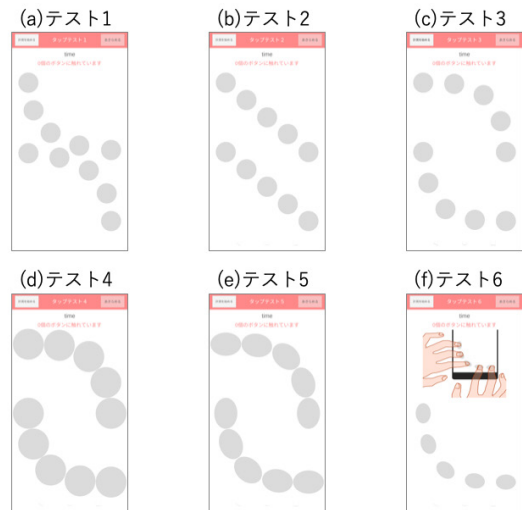 (a)テスト1
(b)テスト2
(c)テスト3
タップテスト1
タップテスト2
タップテスト3
time
time
time
0個のボタンに触れています
0個のボタンに触れています
0個のボタンに触れています
(d)テスト4
(e)テスト5
(f)テスト6
タップテスト4
タップテスト5
タップテスト6
time
time
time
0個のボタンに触れています
0個のボタンに触れています
0個のボタンに触れています